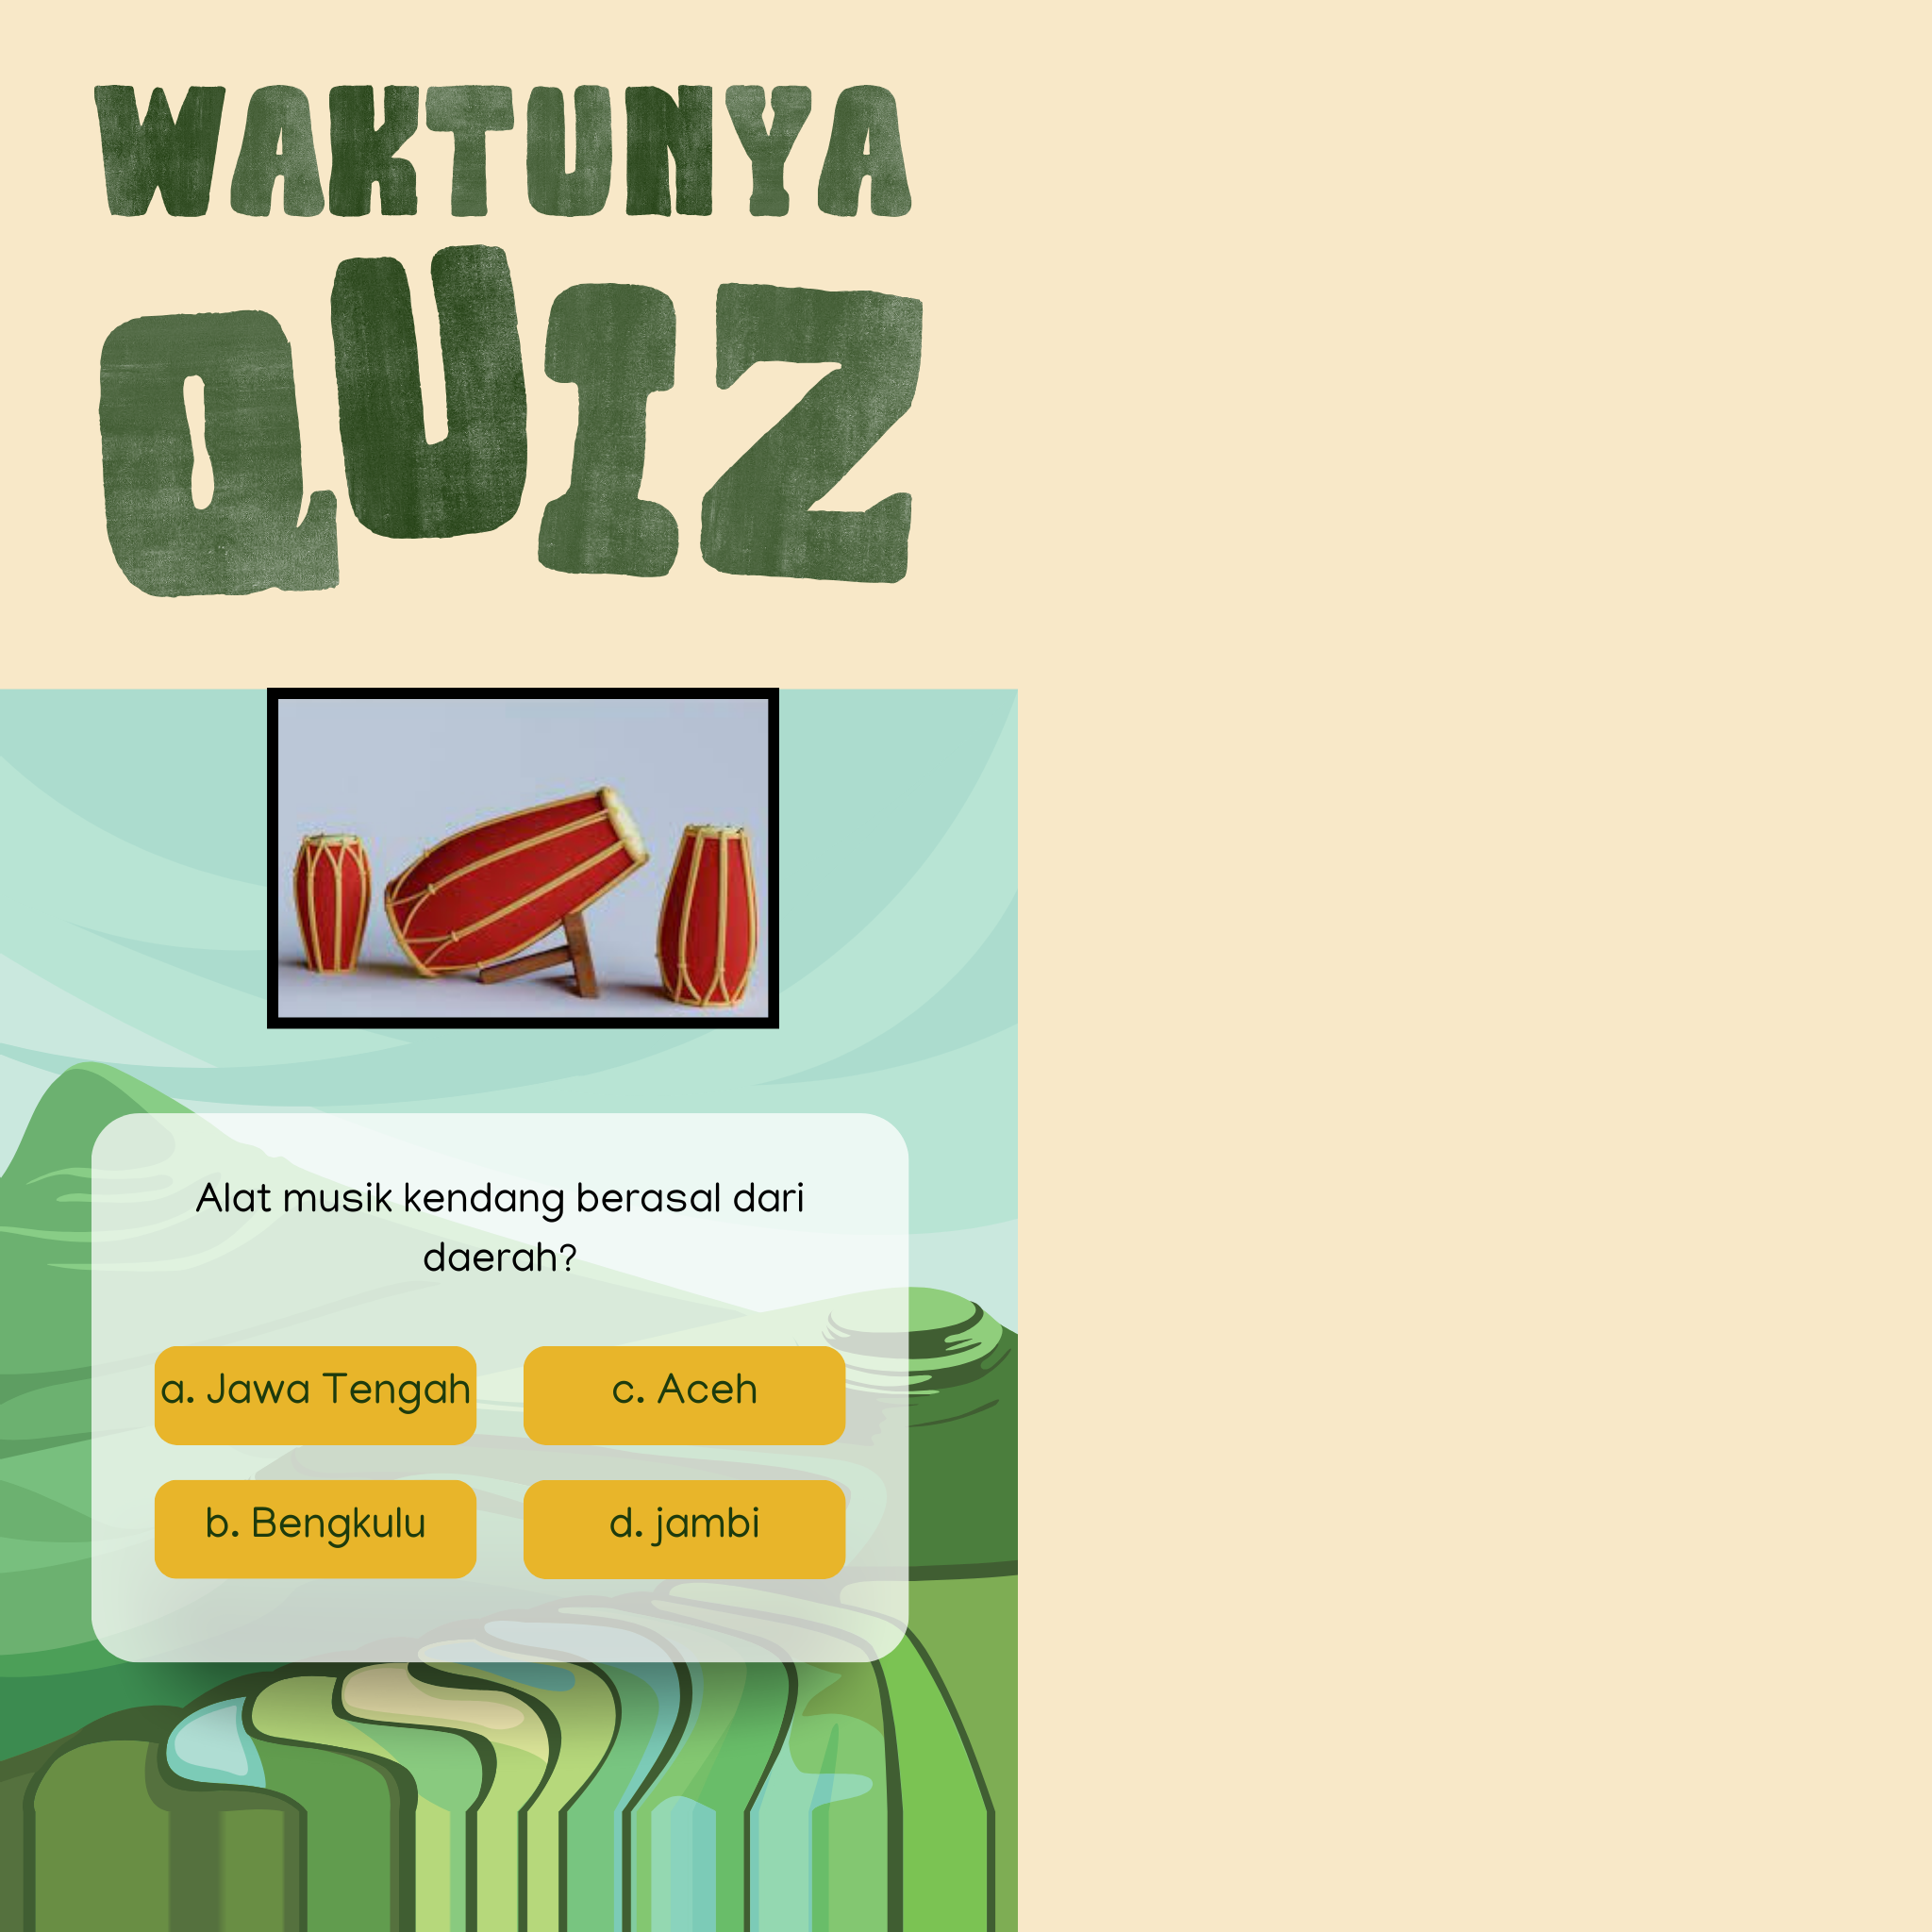 WAKTUNYA
QUIZ
Alat musik kendang berasal dari
daerah?
a. Jawa Tengah
c. Aceh
b. Bengkulu
d. jambi